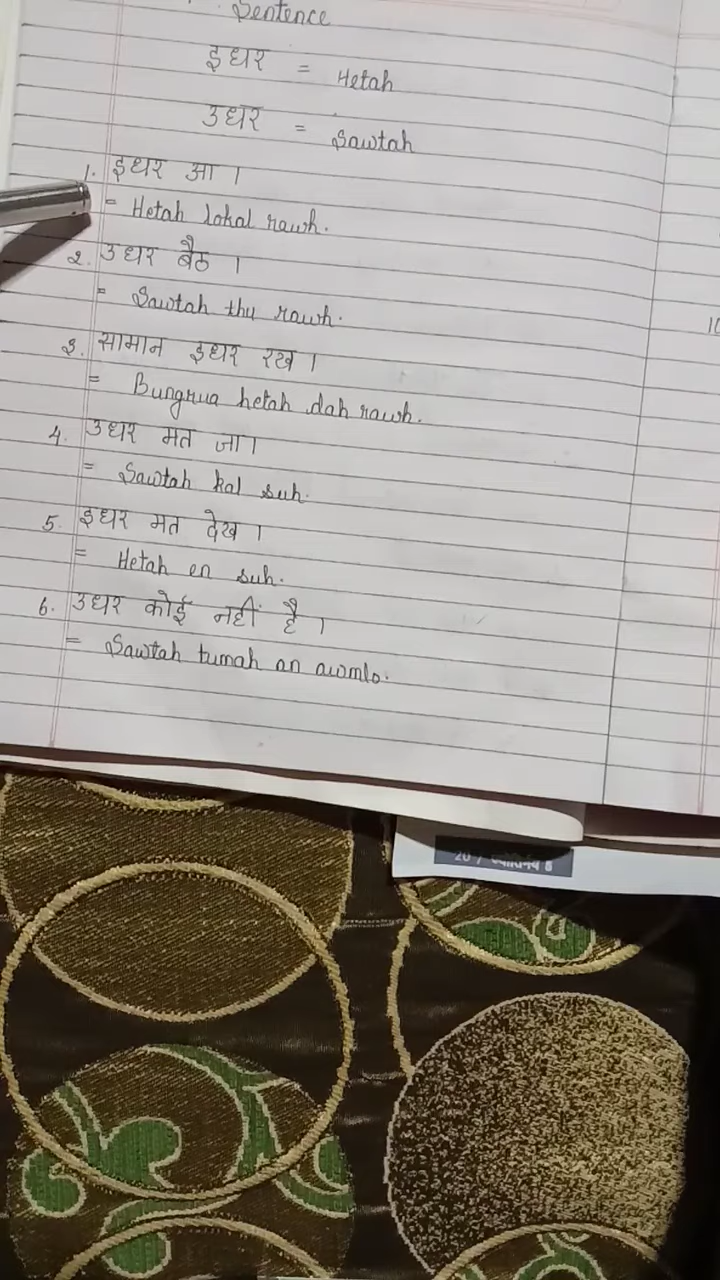 Sentence
इधर = Hetah
उधर = Sawtah
1. इधर आ ।
= Hetah lokal rawh.
2. उधर बैठ ।
= Sawtah thu rawh.
3. सामान इधर रख ।
= Bungrua hetah dah rawh.
4. उधर मत जा ।
= Sawtah kal suh.
5. इधर मत देख ।
= Hetah en suh.
6. उधर कोई नहीं है ।
= Sawtah tumah an awmlo.
10